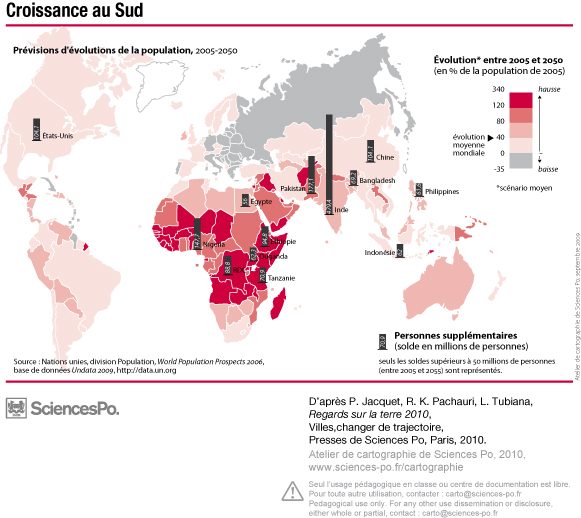 Croissance au Sud
Prévisions d'évolutions de la population, 2005-2050
Évolution* entre 2005 et 2050
(en % de la population de 2005)
340
hausse
120
80
évolution
moyenne
mondiale
40
0
-35
baisse
*scénario moyen
104,7
États-Unis
104,7
Chine
Pakistan
Bangladesh
Philippines
Égypte
Inde
Nigeria
Éthiopie
Ouganda
RDC
Tanzanie
Indonésie
Personnes supplémentaires
(solde en millions de personnes)
seuls les soldes supérieurs à 50 millions de personnes
(entre 2005 et 2055) sont représentés.
Source : Nations unies, division Population, World Population Prospects 2006,
base de données Undata 2009, http://data.un.org
Atelier de cartographie de Sciences Po, septembre 2009
SciencesPo.
D'après P. Jacquet, R. K. Pachauri, L. Tubiana,
Regards sur la terre 2010,
Villes,changer de trajectoire,
Presses de Sciences Po, Paris, 2010.
Atelier de cartographie de Sciences Po, 2010.
www.sciences-po.fr/cartographie
Seul l'usage pédagogique en classe ou centre de documentation est libre.
Pour toute autre utilisation, contacter : carto@sciences-po.fr
Pedagogical use only. For any other use dissemination or disclosure,
either whole or partial, contact : carto@sciences-po.fr